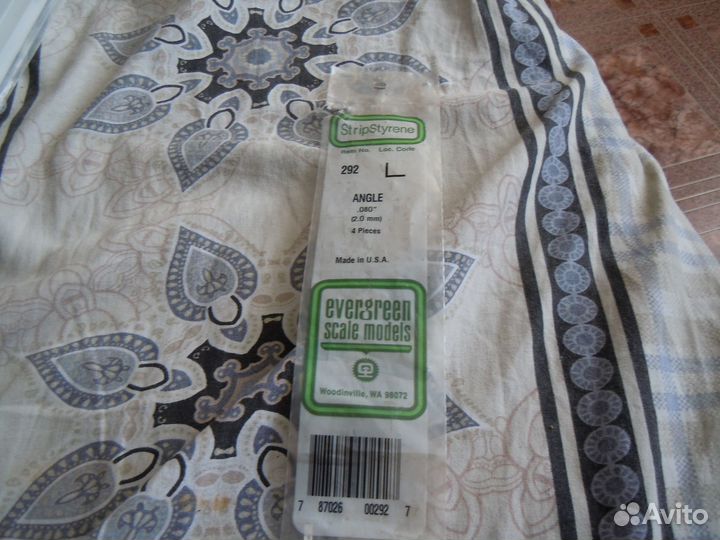 StripStyrene
Item No. Loc. Code
292
ANGLE
.080"
(2.0 mm)
4 Pieces
Made in U.S.A.
evergreen
scale models
Woodinville, WA 98072
7 87026 00292 7
Avito